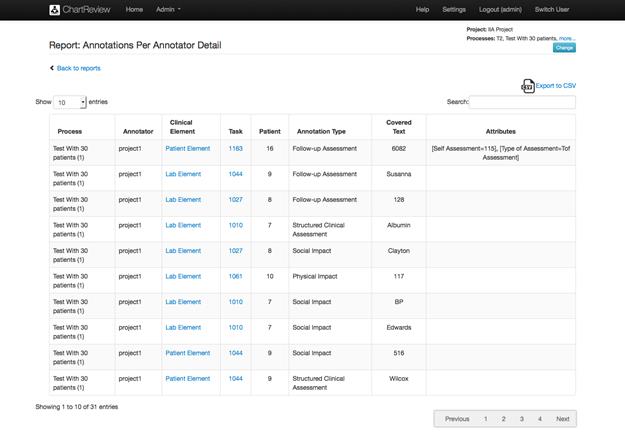 ChartReview Home Admin Help Settings Logout (admin) Switch User
Project: IIA Project
Processes: T2, Test With 30 patients, more...
Change
Report: Annotations Per Annotator Detail
Back to reports
CSV Export to CSV
Show 10 entries Search:
Process Annotator Clinical Element Task Patient Annotation Type Covered Text Attributes
Test With 30 patients (1) project1 Patient Element 1163 16 Follow-up Assessment 6082 [Self Assessment=115], [Type of Assessment=Tof Assessment]
Test With 30 patients (1) project1 Lab Element 1044 9 Follow-up Assessment Susanna
Test With 30 patients (1) project1 Lab Element 1027 8 Follow-up Assessment 128
Test With 30 patients (1) project1 Lab Element 1010 7 Structured Clinical Assessment Albumin
Test With 30 patients (1) project1 Lab Element 1027 8 Social Impact Clayton
Test With 30 patients (1) project1 Lab Element 1061 10 Physical Impact 117
Test With 30 patients (1) project1 Lab Element 1010 7 Social Impact BP
Test With 30 patients (1) project1 Lab Element 1010 7 Social Impact Edwards
Test With 30 patients (1) project1 Patient Element 1044 9 Social Impact 516
Test With 30 patients (1) project1 Patient Element 1044 9 Structured Clinical Assessment Wilcox
Showing 1 to 10 of 31 entries
Previous 1 2 3 4 Next